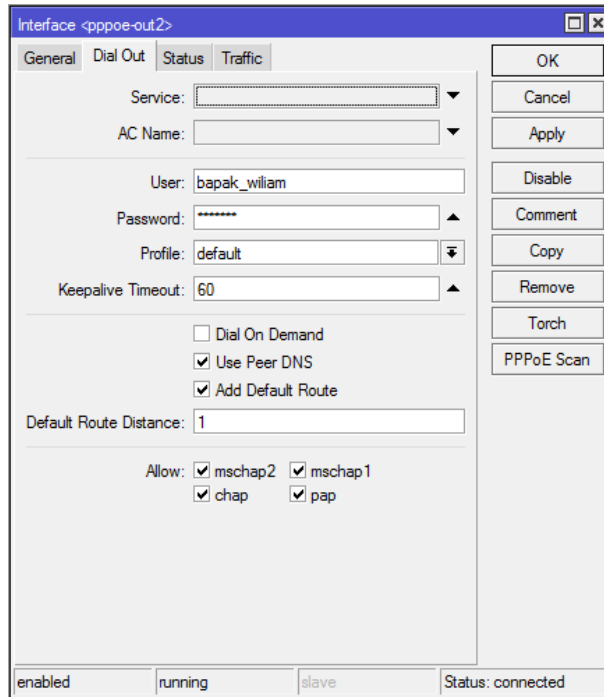 Interface <pppoe-out2>
General Dial Out Status Traffic
OK
Service:
Cancel
AC Name:
Apply
User: bapak_wiliam
Disable
Password: *******
Comment
Profile: default
Copy
Keepalive Timeout: 60
Remove
Dial On Demand
Torch
Use Peer DNS
PPPoE Scan
Add Default Route
Default Route Distance: 1
Allow: mschap2 mschap1
chap pap
enabled running slave Status: connected